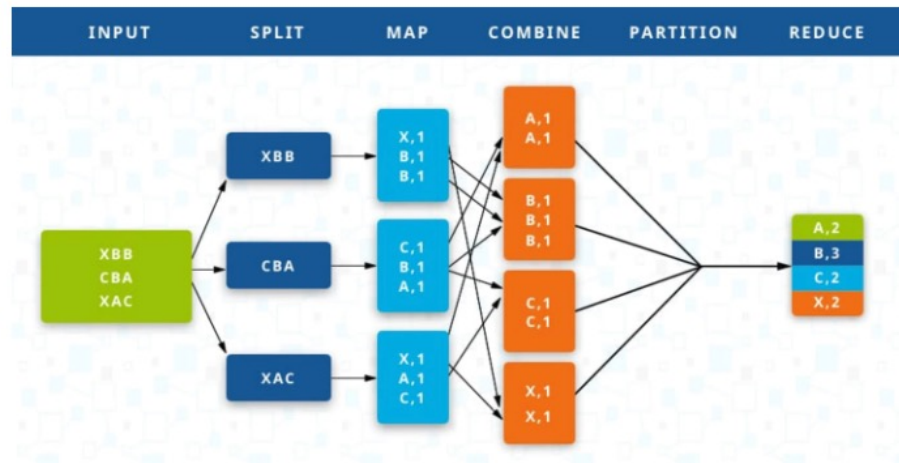 INPUT SPLIT MAP COMBINE PARTITION REDUCE
XBB
CBA
XAC
XBB
CBA
XAC
X,1
B,1
B,1
C,1
B,1
A,1
X,1
A,1
C,1
A,1
A,1
B,1
B,1
B,1
C,1
C,1
X,1
X,1
A,2
B,3
C,2
X,2